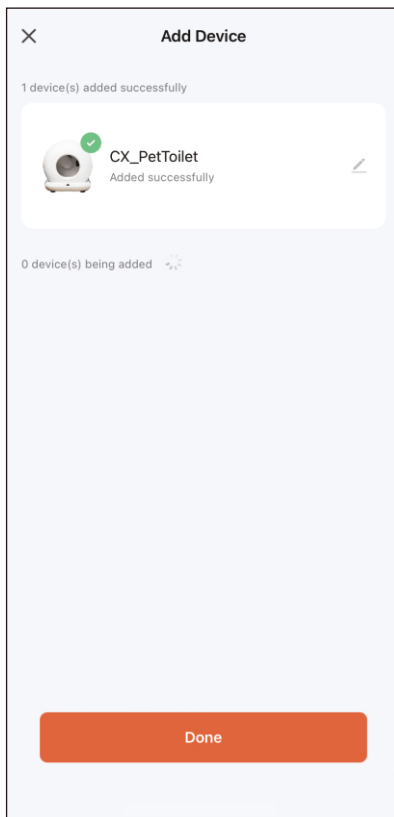 Add Device
1 device(s) added successfully
CX_PetToilet
Added successfully
0 device(s) being added
Done